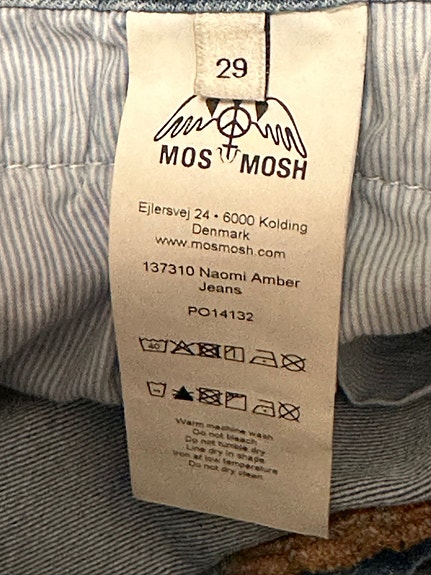 29
MOS MOSH
Ejlersvej 24 • 6000 Kolding
Denmark
www.mosmosh.com
137310 Naomi Amber
Jeans
PO14132
40
Warm machine wash
Do not bleach
Do not tumble dry
Line dry in shape
Iron at low temperature
Do not dry clean